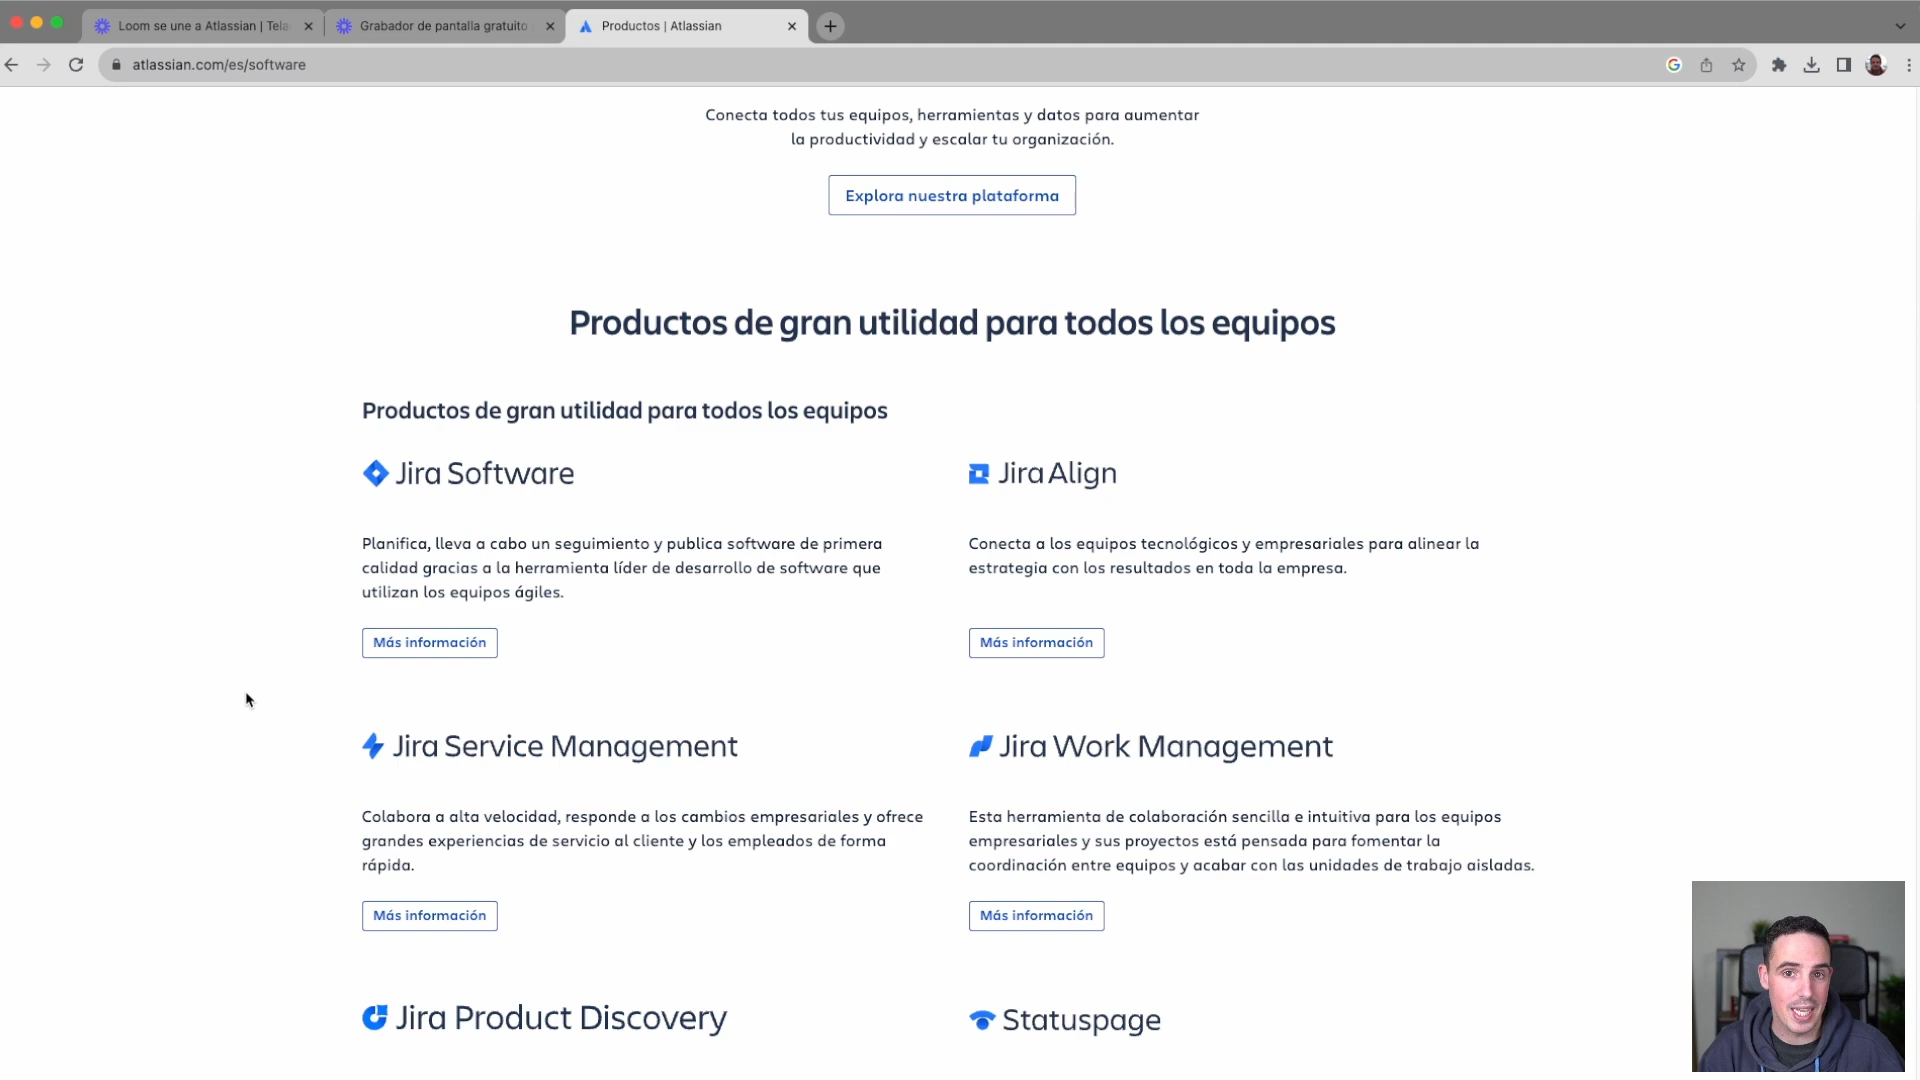 Loom se une a Atlassian | Tela
Grabador de pantalla gratuito
Productos | Atlassian
atlassian.com/es/software
Conecta todos tus equipos, herramientas y datos para aumentar
la productividad y escalar tu organización.
Explora nuestra plataforma
Productos de gran utilidad para todos los equipos
Productos de gran utilidad para todos los equipos
Jira Software
Jira Align
Planifica, lleva a cabo un seguimiento y publica software de primera
calidad gracias a la herramienta líder de desarrollo de software que
utilizan los equipos ágiles.
Conecta a los equipos tecnológicos y empresariales para alinear la
estrategia con los resultados en toda la empresa.
Más información
Más información
Jira Service Management
Jira Work Management
Colabora a alta velocidad, responde a los cambios empresariales y ofrece
grandes experiencias de servicio al cliente y los empleados de forma
rápida.
Esta herramienta de colaboración sencilla e intuitiva para los equipos
empresariales y sus proyectos está pensada para fomentar la
coordinación entre equipos y acabar con las unidades de trabajo aisladas.
Más información
Más información
Jira Product Discovery
Statuspage